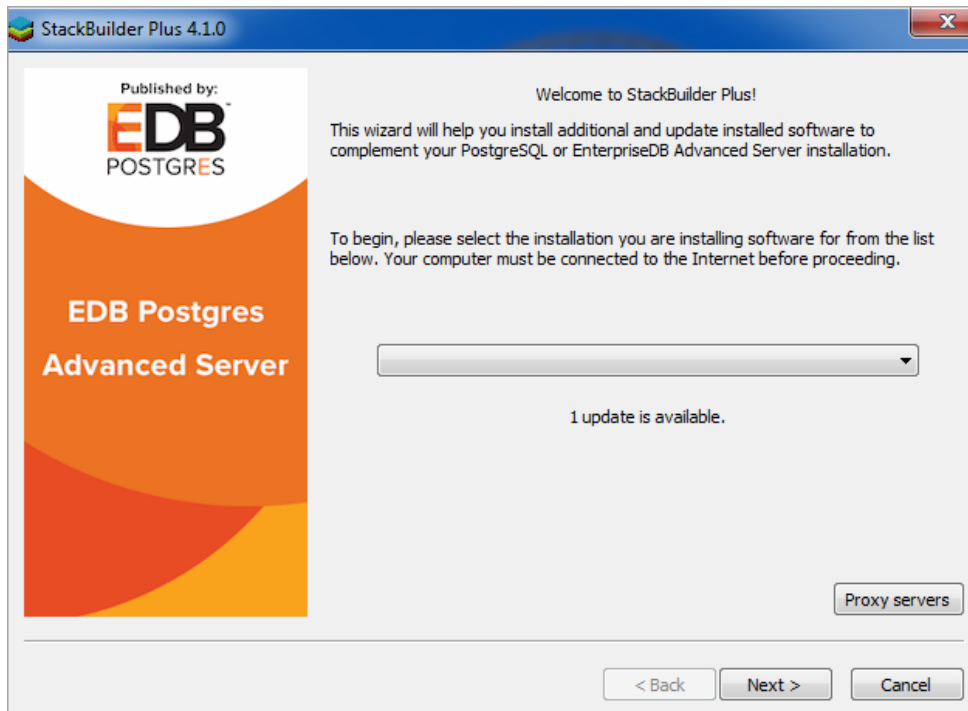 StackBuilder Plus 4.1.0
Published by:
EDB™
POSTGRES
EDB Postgres
Advanced Server
Welcome to StackBuilder Plus!
This wizard will help you install additional and update installed software to
complement your PostgreSQL or EnterpriseDB Advanced Server installation.
To begin, please select the installation you are installing software for from the list
below. Your computer must be connected to the Internet before proceeding.
1 update is available.
Proxy servers
< Back
Next >
Cancel